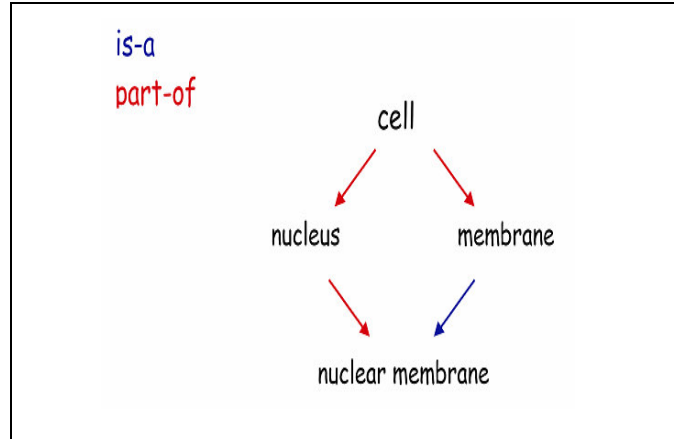 is-a
part-of
cell
nucleus membrane
nuclear membrane